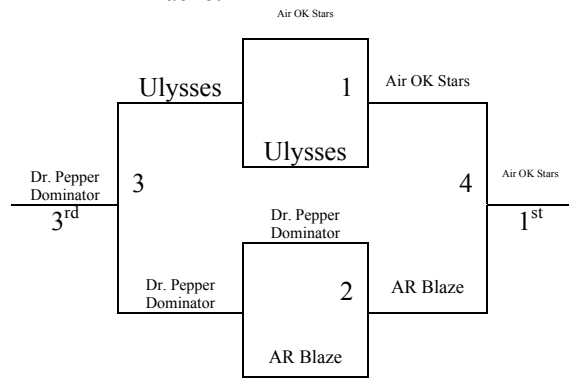 Air OK Stars
Ulysses
1
Air OK Stars
Ulysses
Dr. Pepper
Dominator
3
4
Air OK Stars
3rd
1st
Dr. Pepper
Dominator
Dr. Pepper
Dominator
2
AR Blaze
AR Blaze